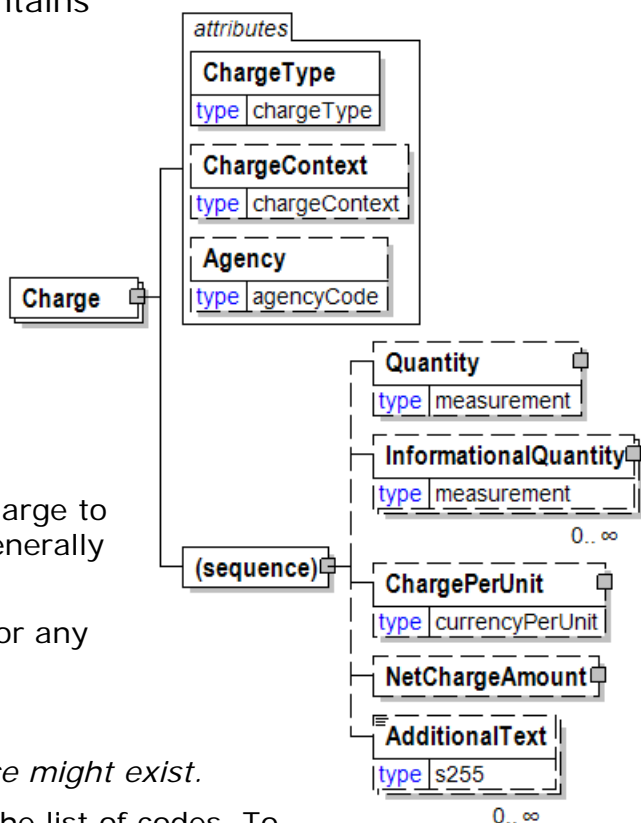 ntains
attributes
ChargeType
type chargeType
ChargeContext
type chargeContext
Agency
type agencyCode
Charge
Quantity
type measurement
InformationalQuantity
type measurement
0.. ∞
arge to
enerally
(sequence)
ChargePerUnit
type currencyPerUnit
or any
NetChargeAmount
AdditionalText
type s255
e might exist.
he list of codes. To
0.. ∞